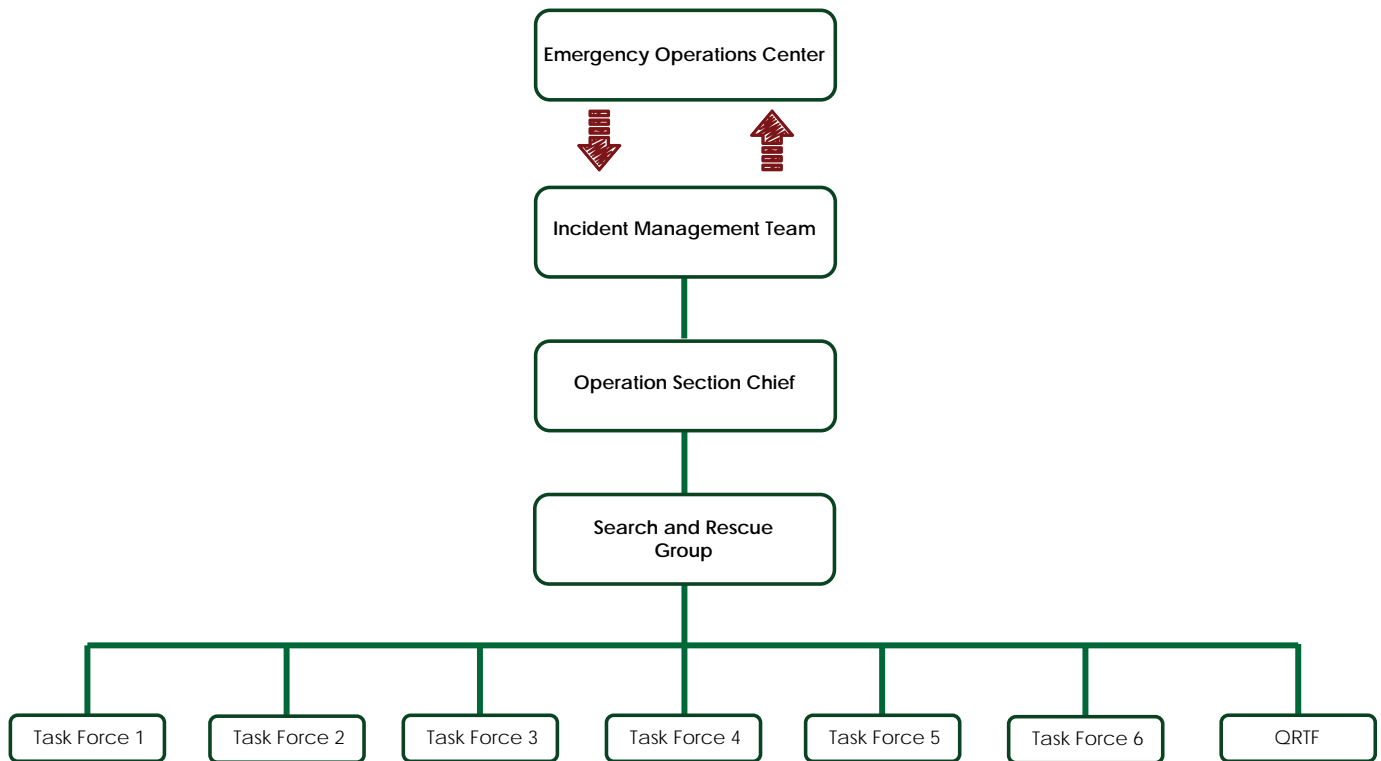 Emergency Operations Center
Incident Management Team
Operation Section Chief
Search and Rescue
Group
Task Force 1
Task Force 2
Task Force 3
Task Force 4
Task Force 5
Task Force 6
QRTF